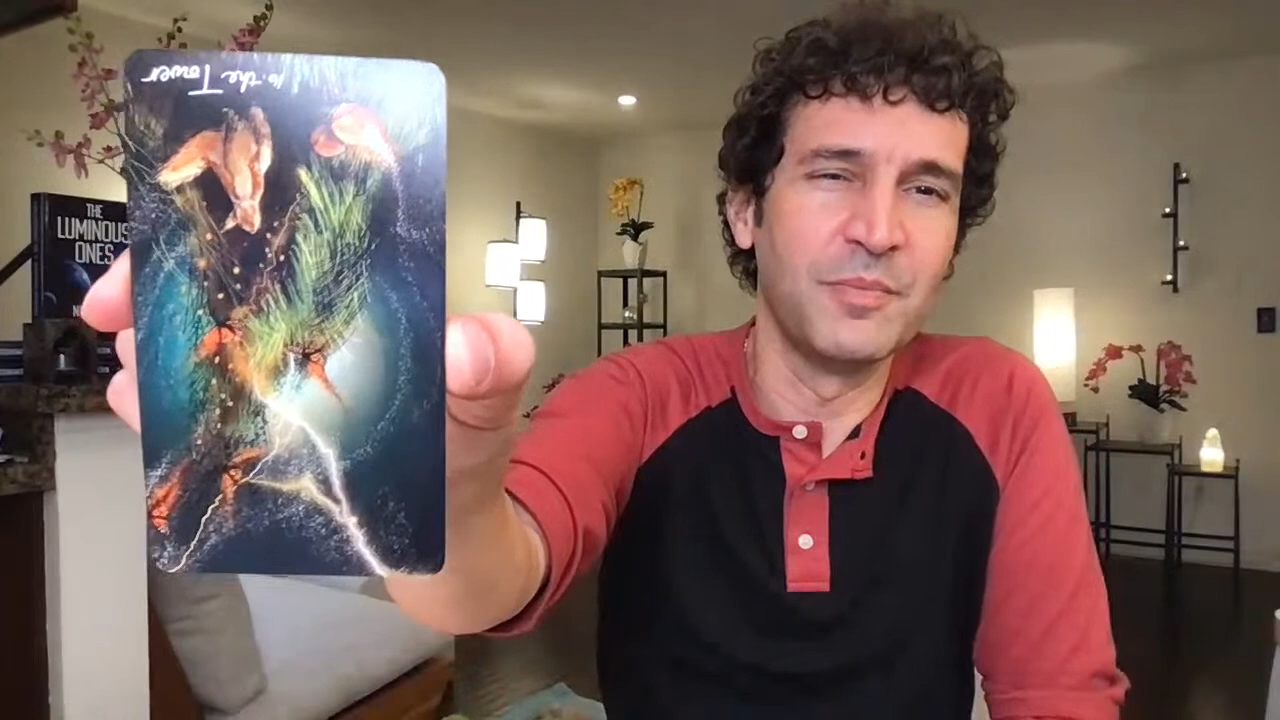 16. the Tower
THE
LUMINOUS
ONES